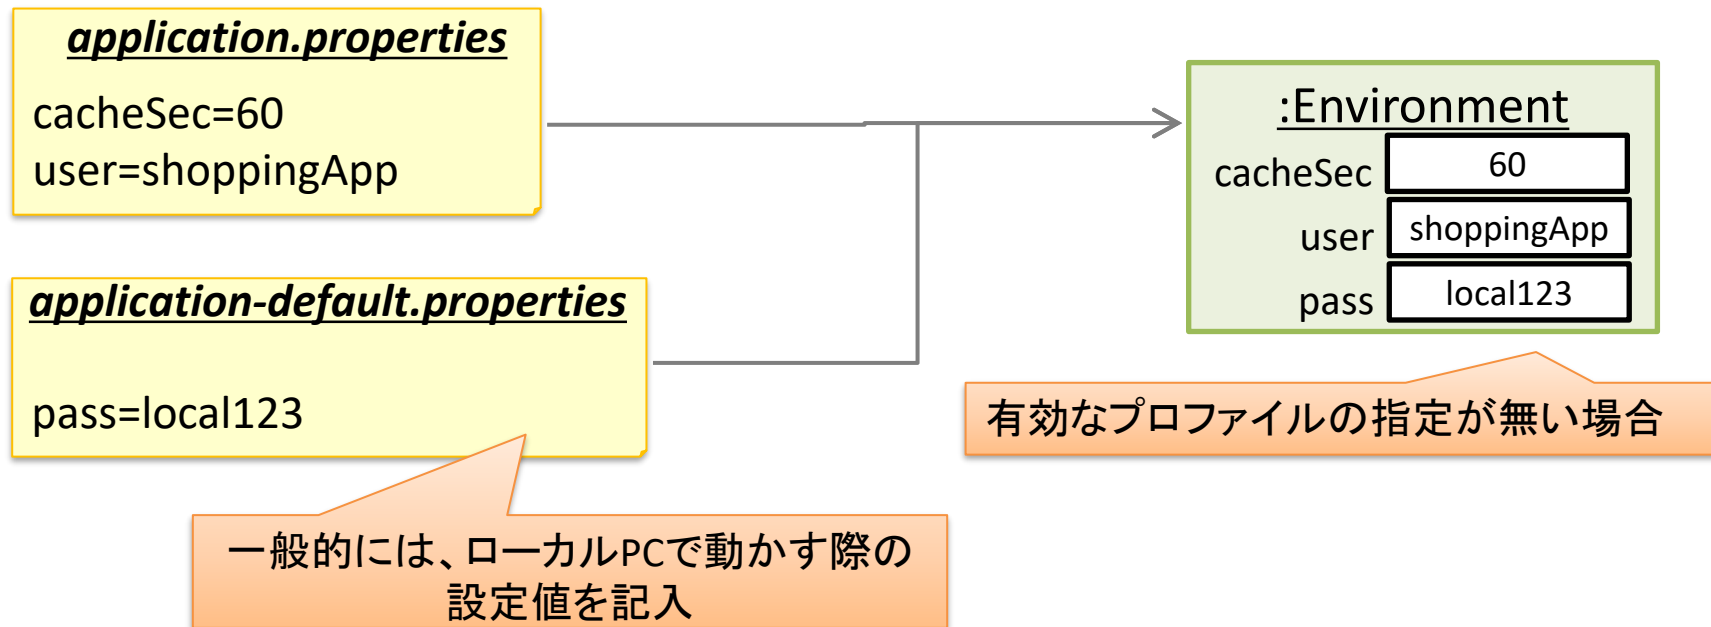 application.properties
cacheSec=60
user=shoppingApp
application-default.properties
pass=local123
一般的には、ローカルPCで動かす際の
設定値を記入
:Environment
cacheSec 60
user shoppingApp
pass local123
有効なプロファイルの指定が無い場合